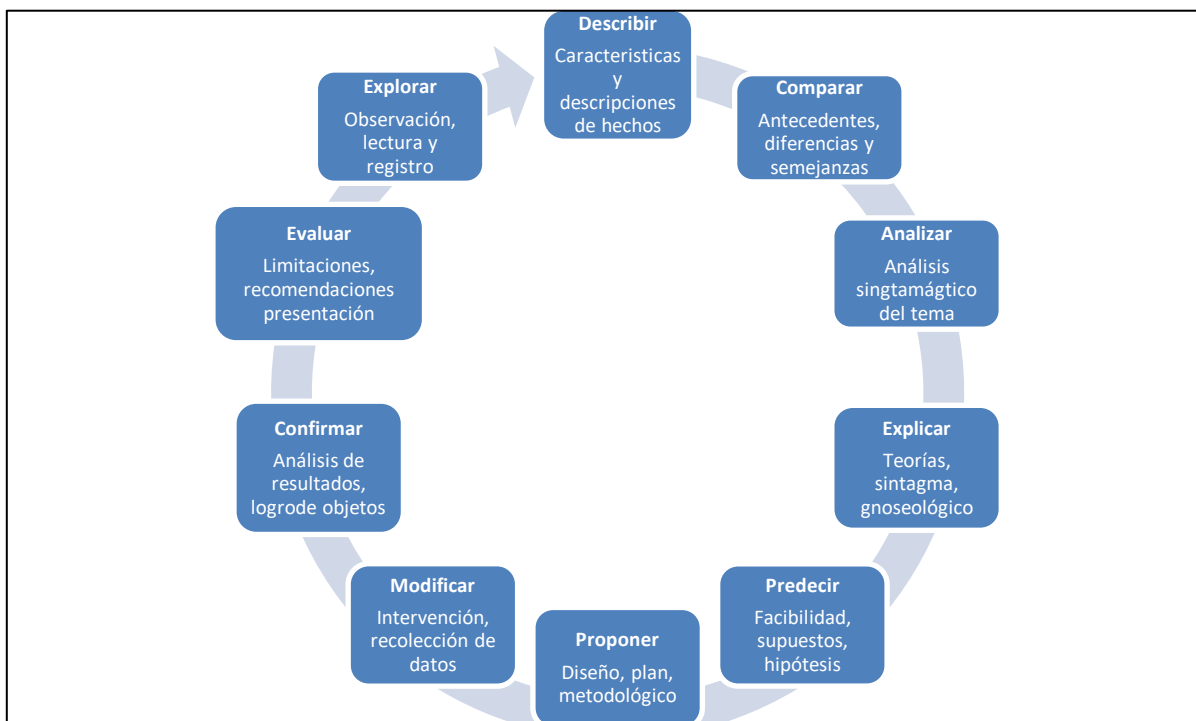 Describir
Caracteristicas
y
descripciones
de hechos
Comparar
Antecedentes,
diferencias y
semejanzas
Analizar
Análisis
singtamágtico
del tema
Explicar
Teorías,
sintagma,
gnoseológico
Predecir
Facibilidad,
supuestos,
hipótesis
Proponer
Diseño, plan,
metodológico
Modificar
Intervención,
recolección de
datos
Confirmar
Análisis de
resultados,
logrode objetos
Evaluar
Limitaciones,
recomendaciones
presentación
Explorar
Observación,
lectura y
registro